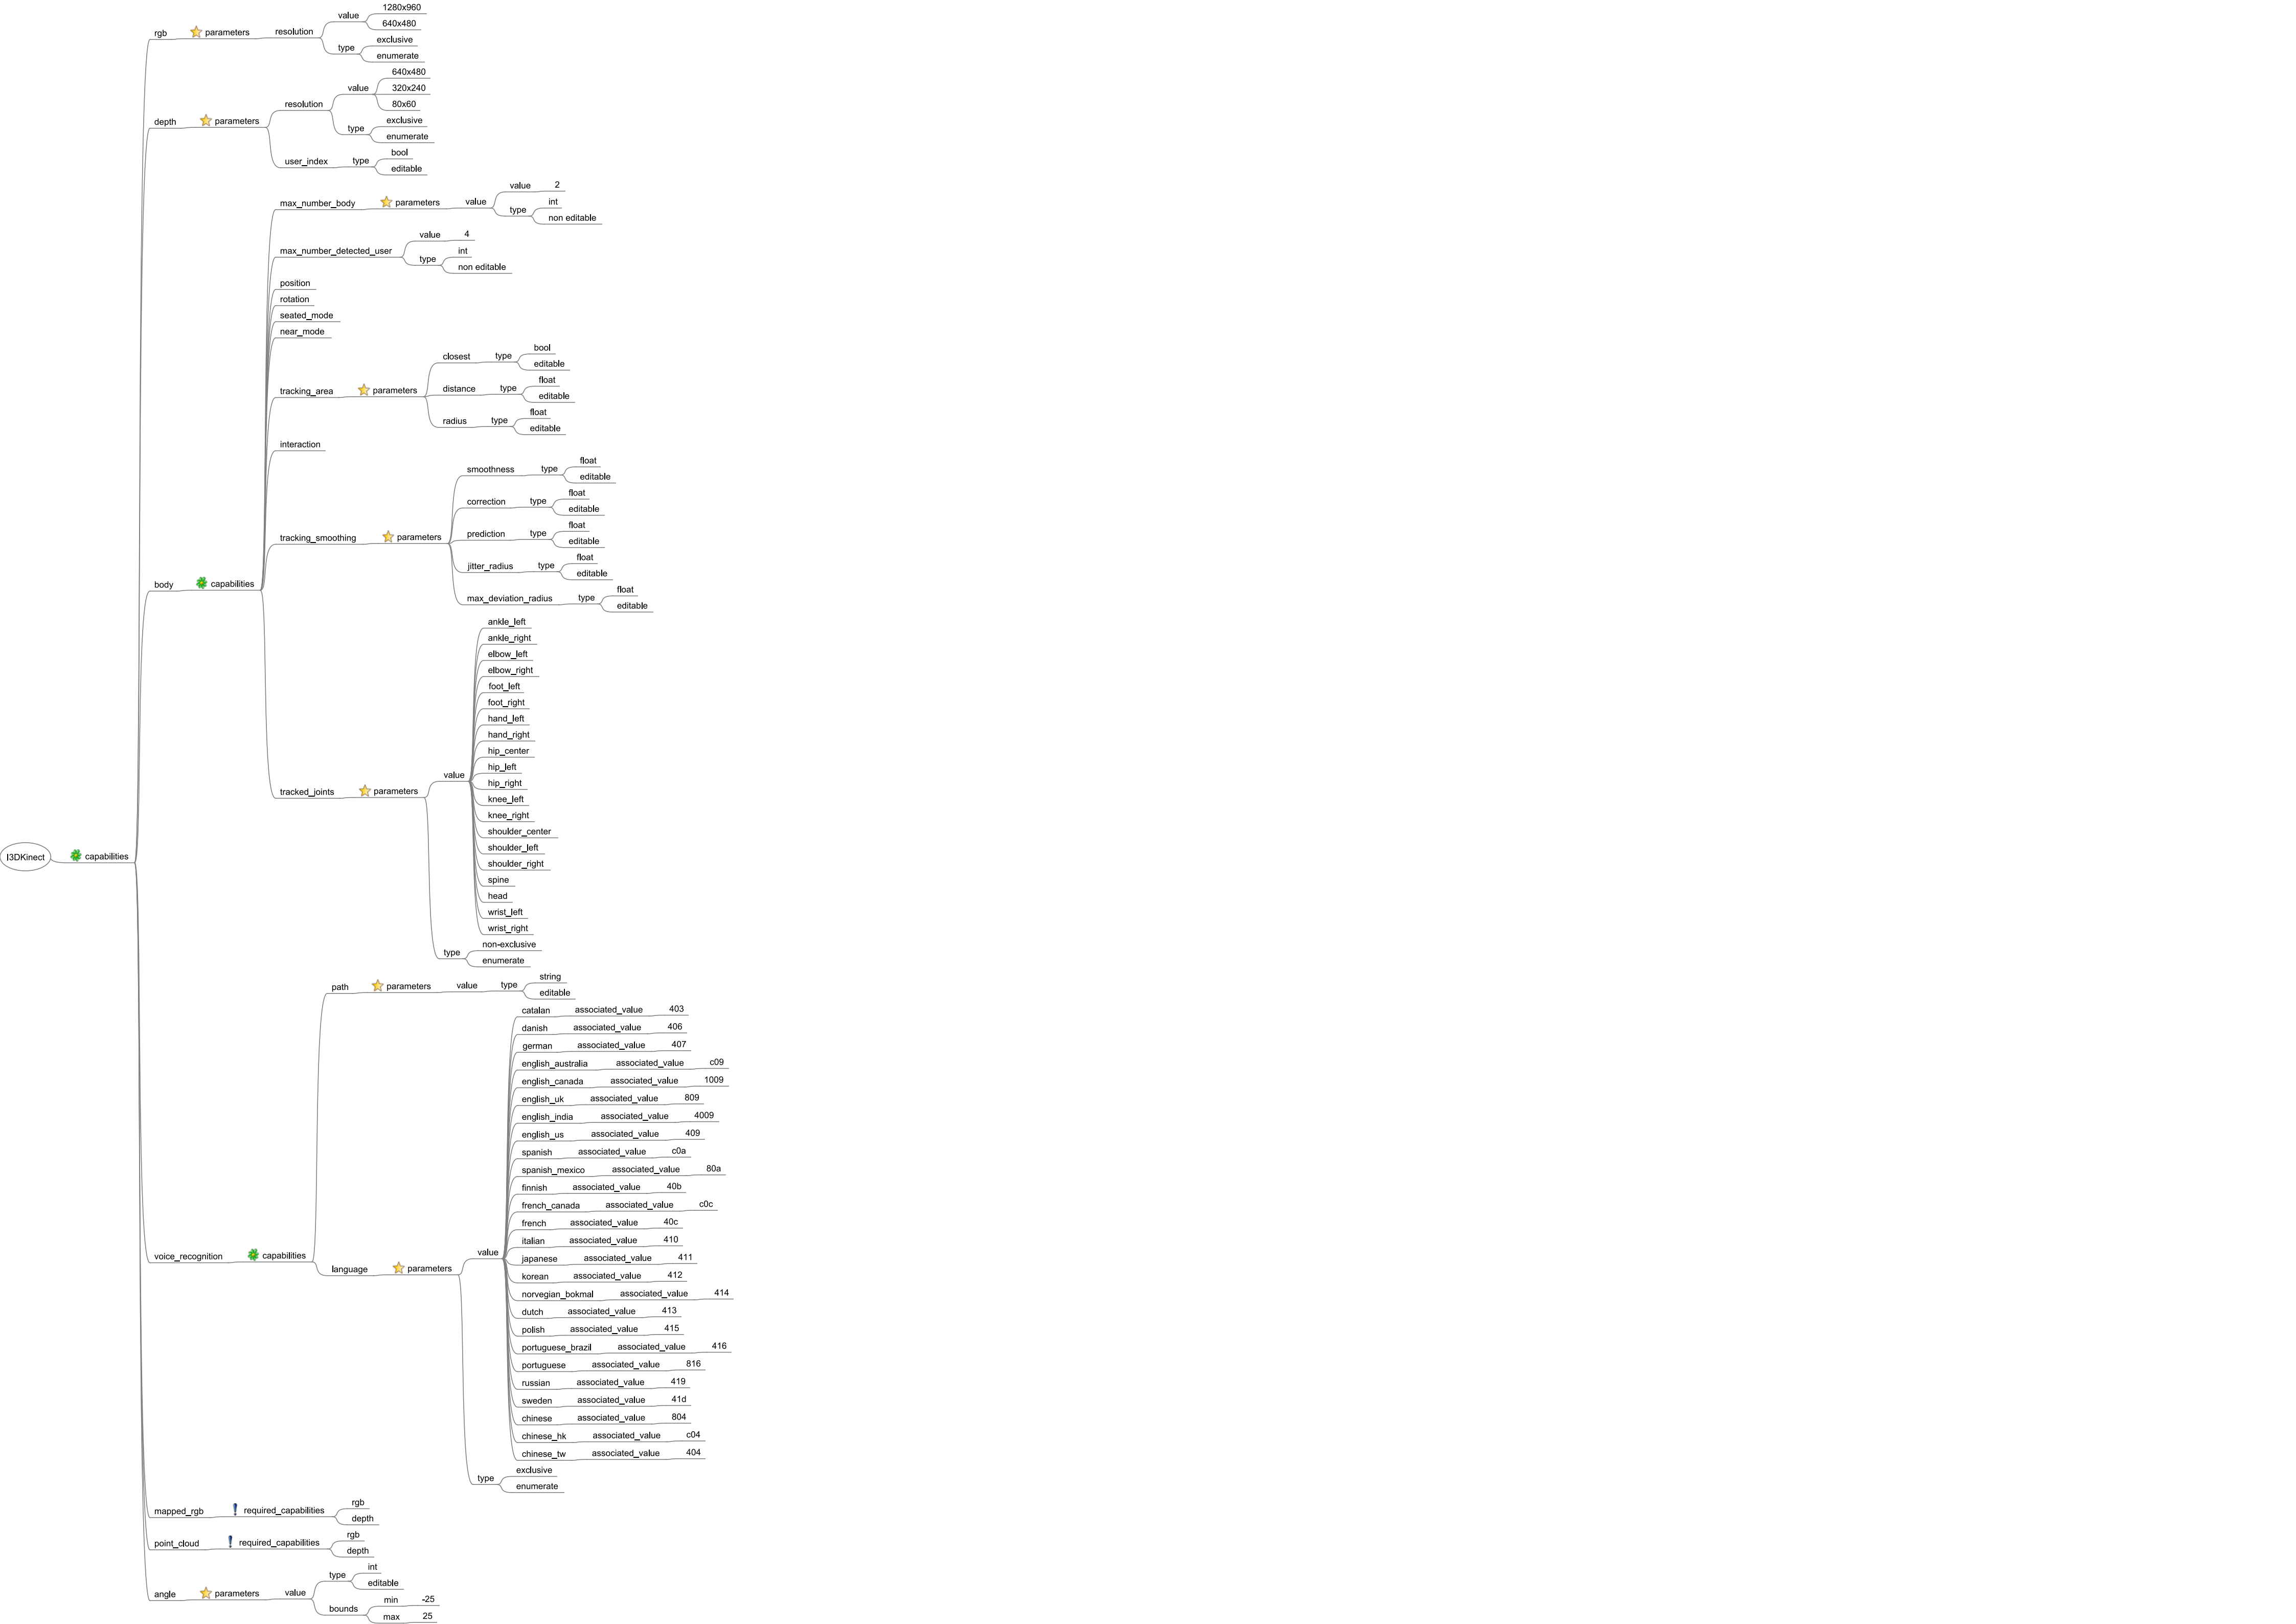 I3DKinect
capabilities
rgb parameters resolution
value
1280x960
640x480
type
exclusive
enumerate
depth parameters
resolution
value
640x480
320x240
80x60
type
exclusive
enumerate
user_index type
bool
editable
body capabilities
max_number_body parameters value
value 2
type
int
non editable
max_number_detected_user
value 4
type
int
non editable
position
rotation
seated_mode
near_mode
tracking_area parameters
closest type
bool
editable
distance type
float
editable
radius type
float
editable
interaction
tracking_smoothing parameters
smoothness type
float
editable
correction type
float
editable
prediction type
float
editable
jitter_radius type
float
editable
max_deviation_radius type
float
editable
tracked_joints parameters
value
ankle_left
ankle_right
elbow_left
elbow_right
foot_left
foot_right
hand_left
hand_right
hip_center
hip_left
hip_right
knee_left
knee_right
shoulder_center
shoulder_left
shoulder_right
spine
head
wrist_left
wrist_right
type
non-exclusive
enumerate
voice_recognition capabilities
path parameters value type
string
editable
language parameters
value
catalan associated_value 403
danish associated_value 406
german associated_value 407
english_australia associated_value c09
english_canada associated_value 1009
english_uk associated_value 809
english_india associated_value 4009
english_us associated_value 409
spanish associated_value c0a
spanish_mexico associated_value 80a
finnish associated_value 40b
french_canada associated_value c0c
french associated_value 40c
italian associated_value 410
japanese associated_value 411
korean associated_value 412
norvegian_bokmal associated_value 414
dutch associated_value 413
polish associated_value 415
portuguese_brazil associated_value 416
portuguese associated_value 816
russian associated_value 419
sweden associated_value 41d
chinese associated_value 804
chinese_hk associated_value c04
chinese_tw associated_value 404
type
exclusive
enumerate
mapped_rgb required_capabilities
rgb
depth
point_cloud required_capabilities
rgb
depth
angle parameters value
type
int
editable
bounds
min -25
max 25